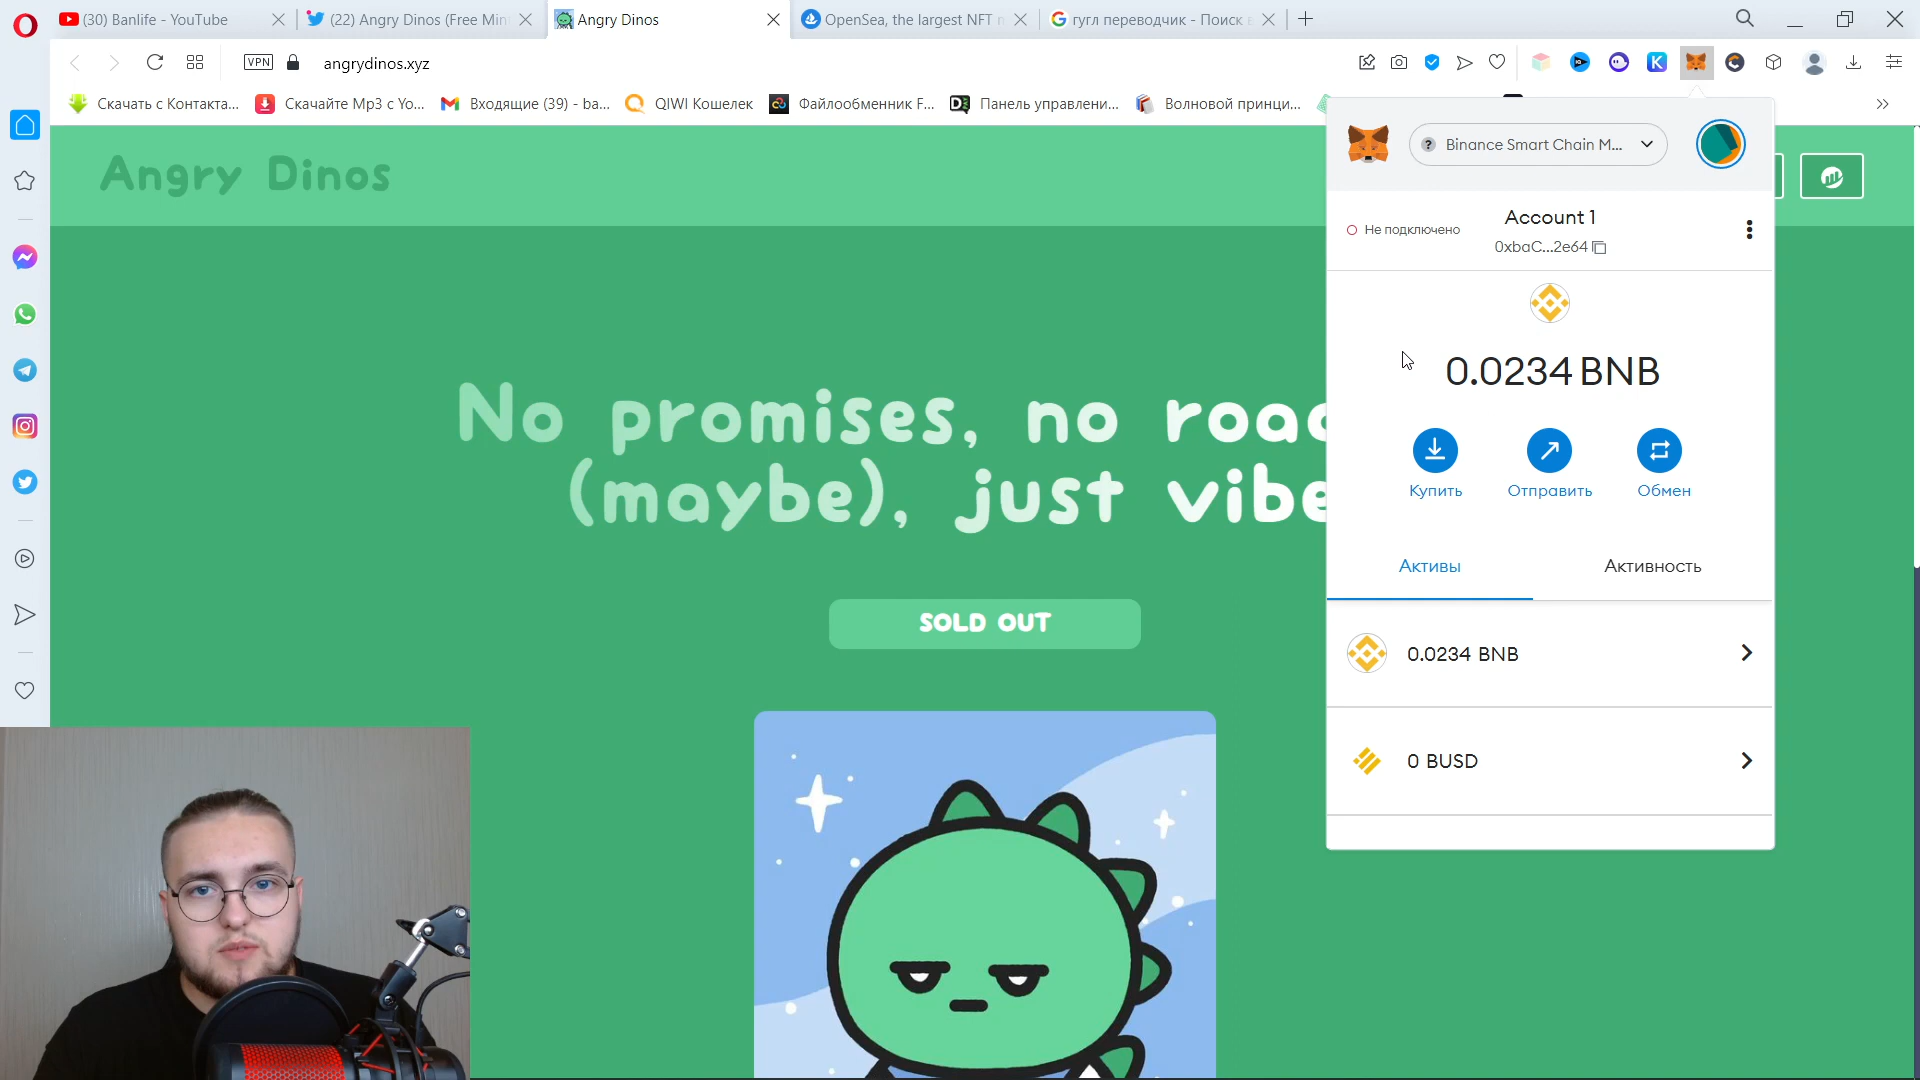 (30) Banlife - YouTube
(22) Angry Dinos (Free Min
Angry Dinos
OpenSea, the largest NFT
гугл переводчик - Поиск
VPN
angrydinos.xyz
Скачать с Контакта...
Скачайте Mp3 с Yo...
Входящие (39) - ba...
QIWI Кошелек
Файлообменник F...
Панель управлени...
Волновой принци...
Angry Dinos
No promises, no road
(maybe), just vibe
SOLD OUT
Binance Smart Chain M...
Не подключено
Account 1
0xbaC...2e64
0.0234 BNB
Купить
Отправить
Обмен
Активы
Активность
0.0234 BNB
0 BUSD